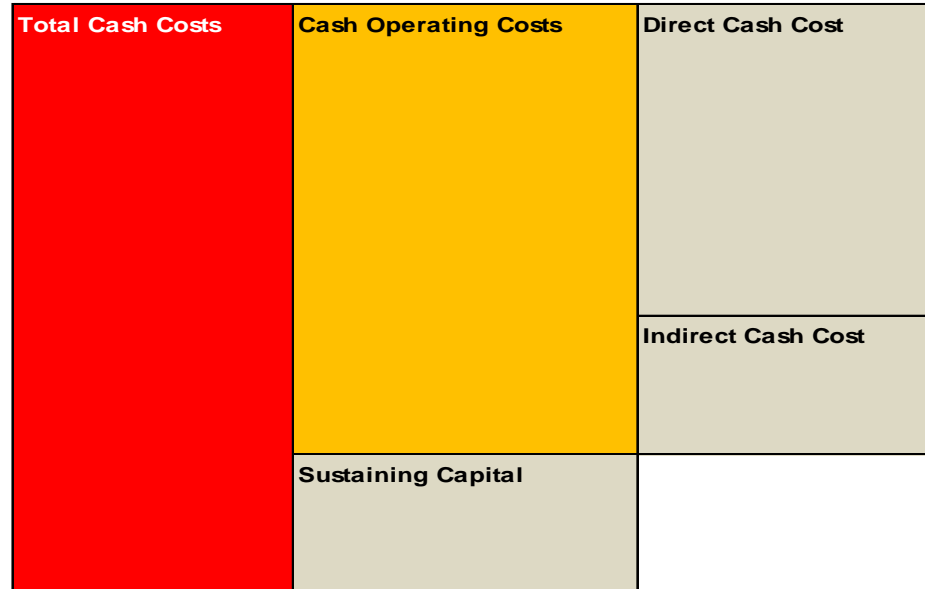 Total Cash Costs
Cash Operating Costs
Direct Cash Cost
Indirect Cash Cost
Sustaining Capital